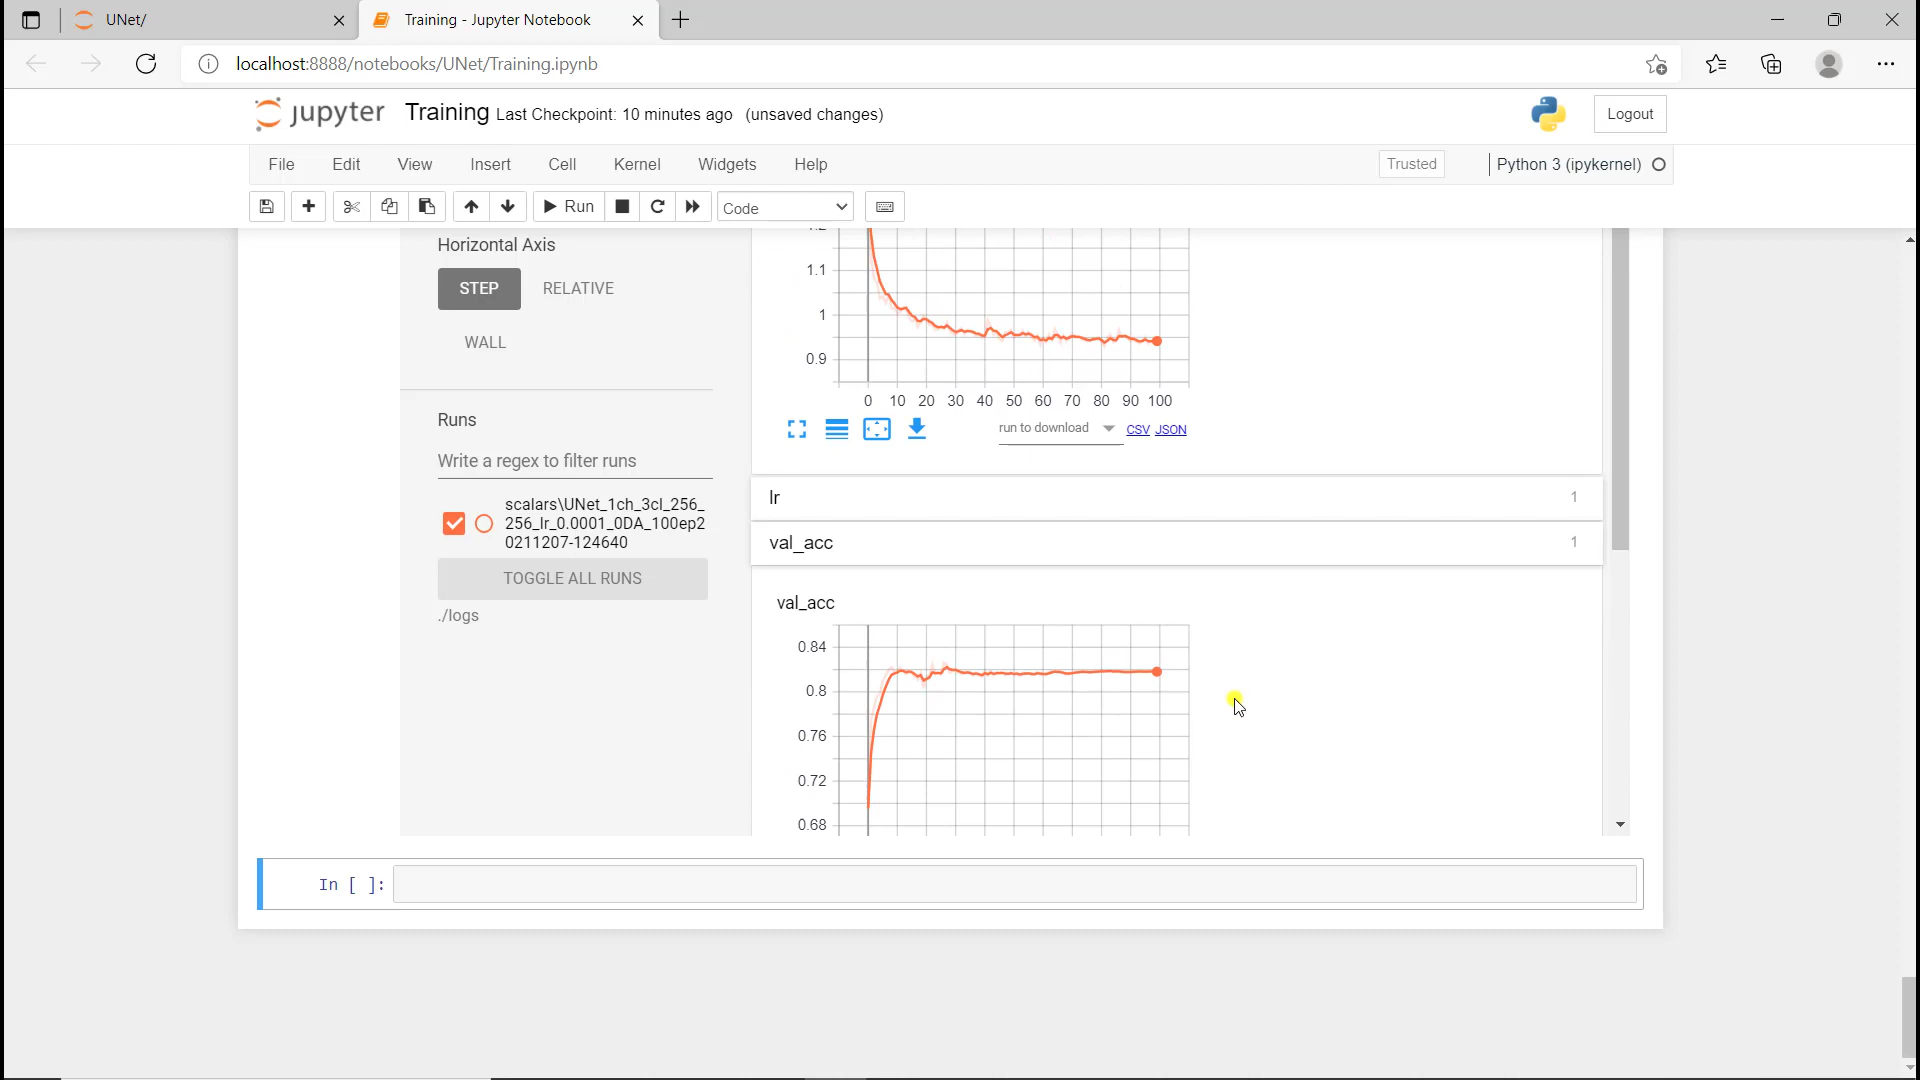 UNet/
Training - Jupyter Notebook
localhost:8888/notebooks/UNet/Training.ipynb
jupyter Training Last Checkpoint: 10 minutes ago (unsaved changes)
Logout
File Edit View Insert Cell Kernel Widgets Help
Trusted
Python 3 (ipykernel)
Run
Code
Horizontal Axis
STEP RELATIVE
WALL
Runs
Write a regex to filter runs
scalars\UNet_1ch_3cl_256_
256_lr_0.0001_0DA_100ep2
0211207-124640
TOGGLE ALL RUNS
./logs
1.2
1.1
1
0.9
0 10 20 30 40 50 60 70 80 90 100
run to download CSV JSON
lr 1
val_acc 1
val_acc
0.84
0.8
0.76
0.72
0.68
In [ ]: